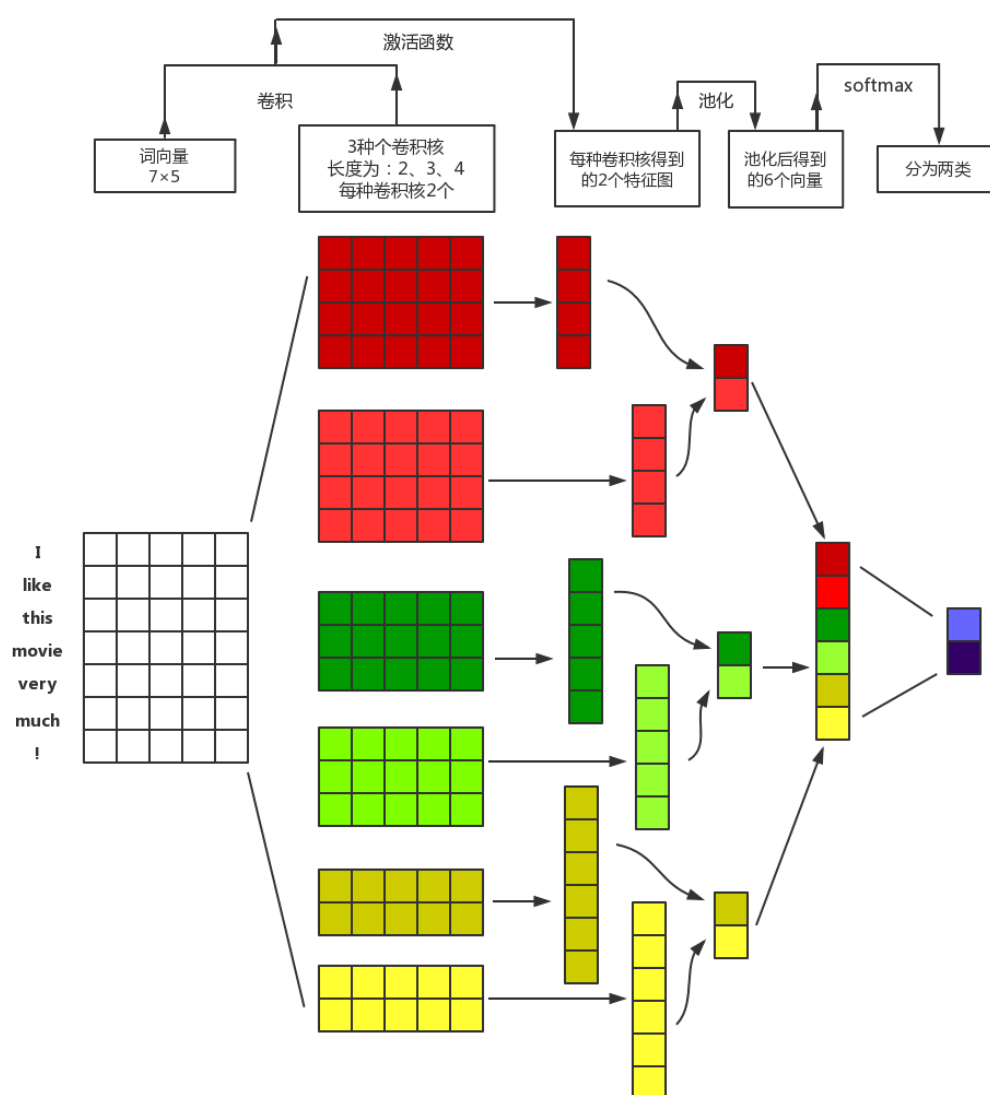 激活函数
卷积
池化
softmax
词向量
7×5
3种个卷积核
长度为：2、3、4
每种卷积核2个
每种卷积核得到
的2个特征图
池化后得到
的6个向量
分为两类
I
like
this
movie
very
much
!